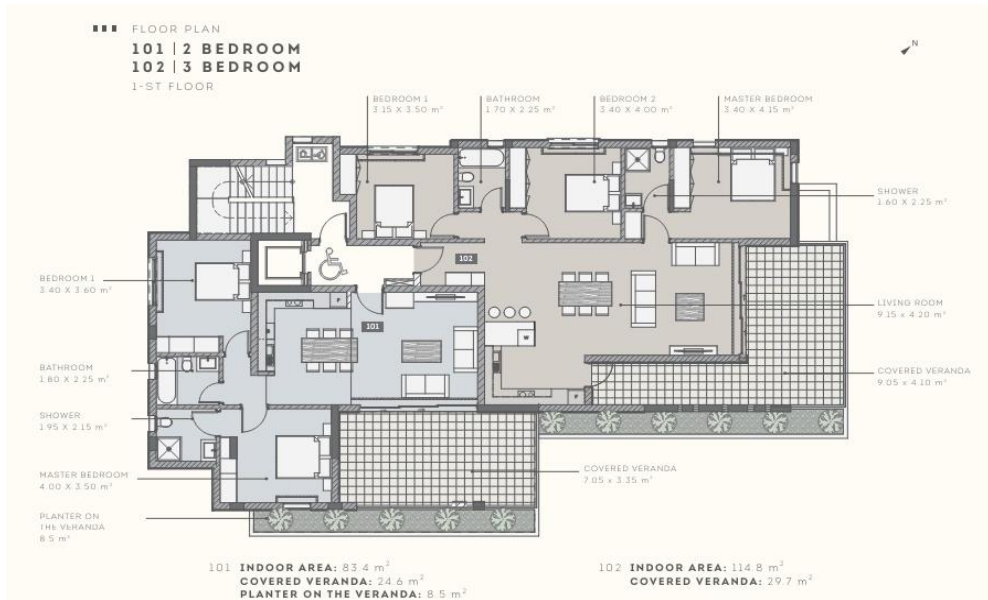 FLOOR PLAN
101 | 2 BEDROOM
102 | 3 BEDROOM
1-ST FLOOR
N
BEDROOM 1
3.15 X 3.50 m²
BATHROOM
1.70 X 2.25 m²
BEDROOM 2
3.40 X 4.00 m²
MASTER BEDROOM
3.40 X 4.15 m²
SHOWER
1.60 X 2.25 m²
BEDROOM 1
3.40 X 3.60 m²
102
LIVING ROOM
9.15 x 4.20 m²
101
F
W
F
BATHROOM
1.80 X 2.25 m²
COVERED VERANDA
9.05 x 4.10 m²
SHOWER
1.95 X 2.15 m²
MASTER BEDROOM
4.00 X 3.50 m²
COVERED VERANDA
7.05 x 3.35 m²
PLANTER ON
THE VERANDA
8.5 m²
101 INDOOR AREA: 83.4 m²
COVERED VERANDA: 24.6 m²
PLANTER ON THE VERANDA: 8.5 m²
102 INDOOR AREA: 114.8 m²
COVERED VERANDA: 29.7 m²